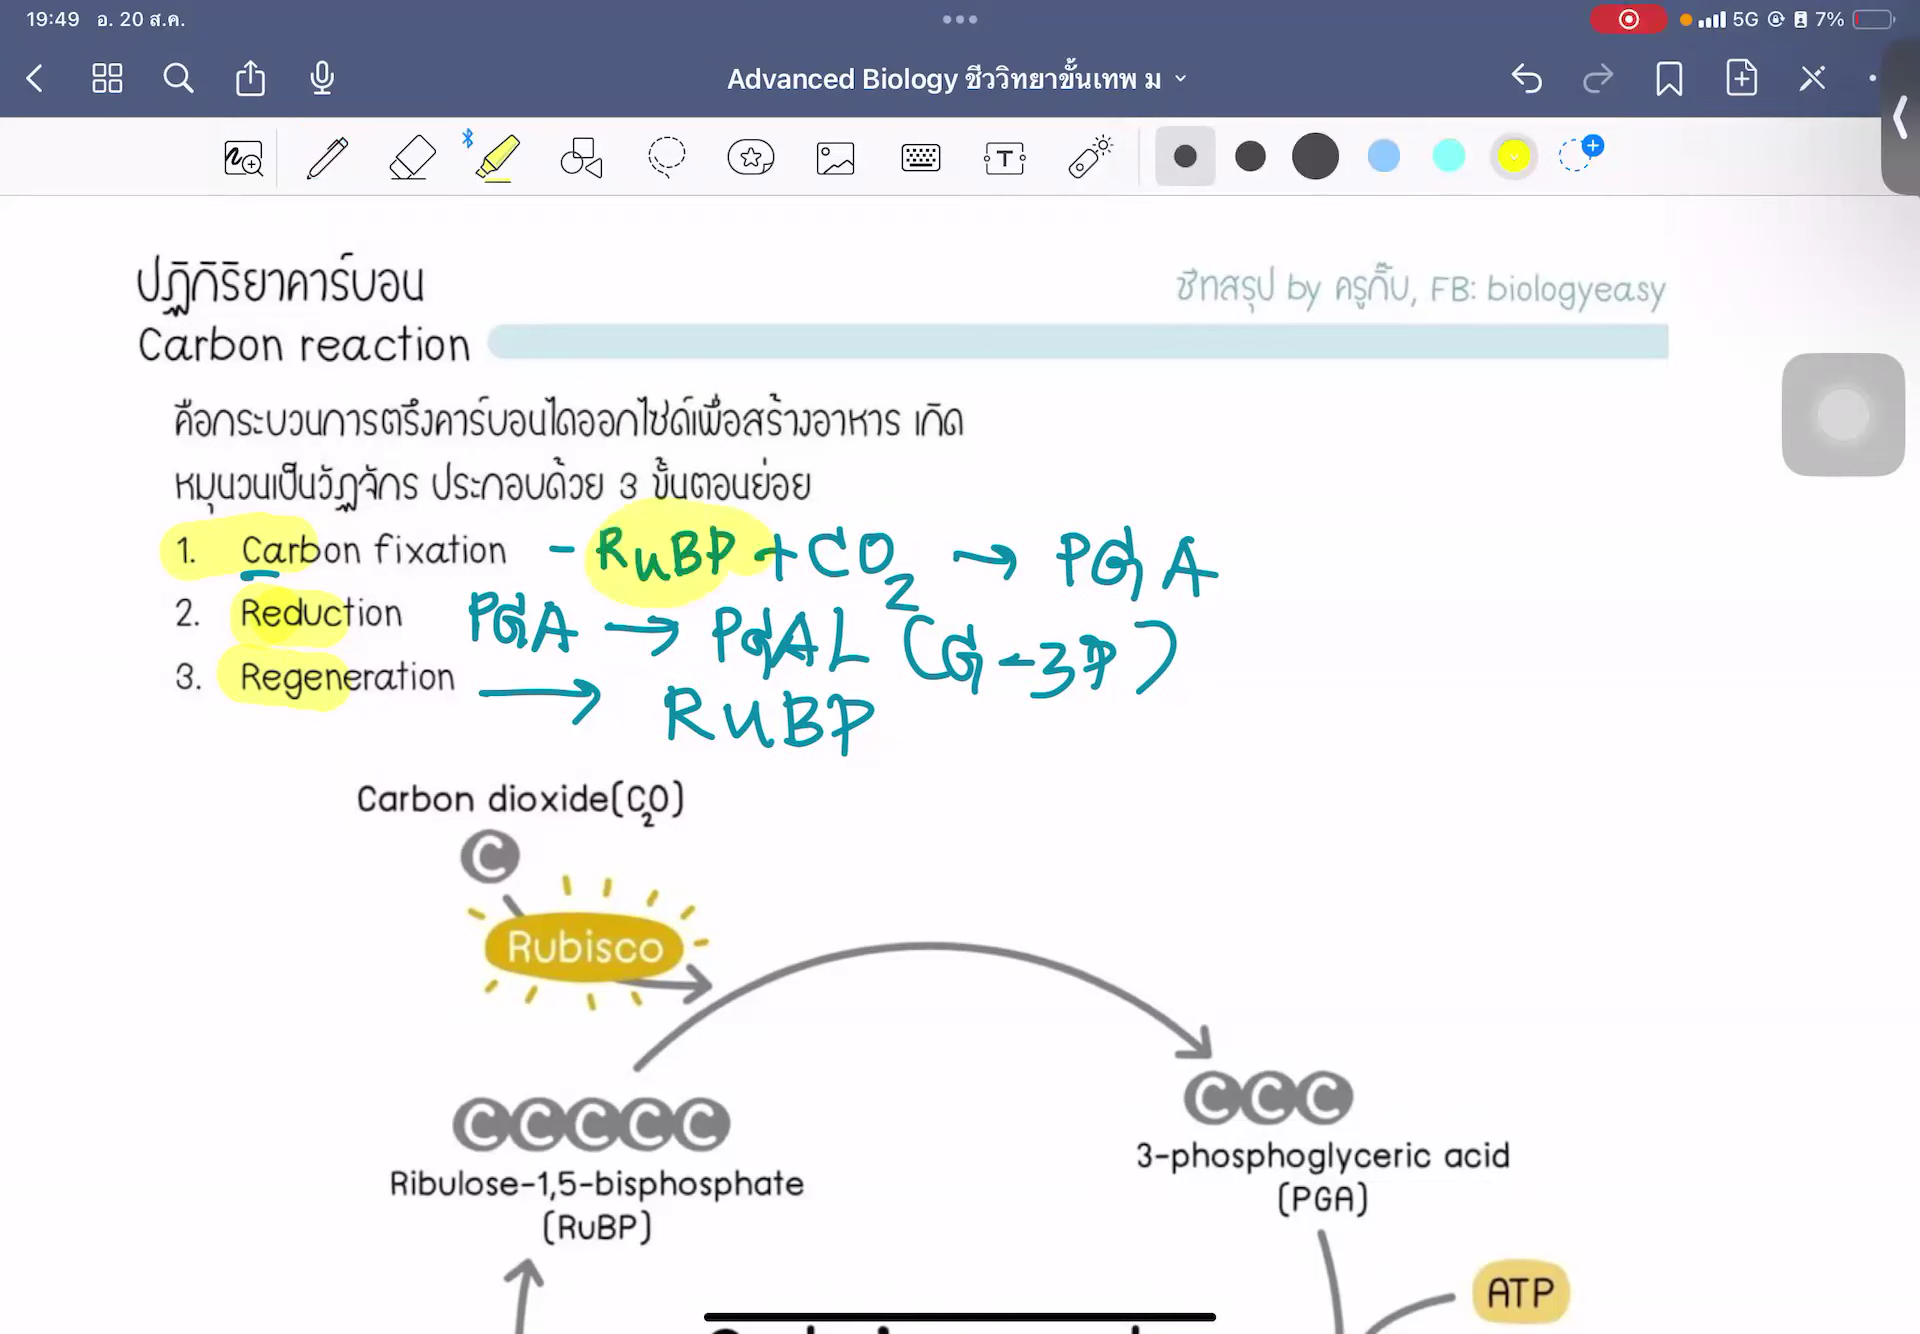 19:49 อ. 20 ส.ค.
5G 7%
Advanced Biology ชีววิทยาชั้นเทพ ม
T
ปฏิกิริยาคาร์บอน
ชีทสรุป by ครูกิ๊บ, FB: biologyeasy
Carbon reaction
คือกระบวนการตรึงคาร์บอนไดออกไซด์เพื่อสร้างอาหาร เกิด
หมุนวนเป็นวัฏจักร ประกอบด้วย 3 ขั้นตอนย่อย
1. Carbon fixation - RuBP + CO2 → PGA
2. Reduction PGA → PGAL (G-3P)
3. Regeneration → RuBP
Carbon dioxide(CO2)
C
Rubisco
CCCCC
CCC
Ribulose-1,5-bisphosphate
(RuBP)
3-phosphoglyceric acid
(PGA)
ATP